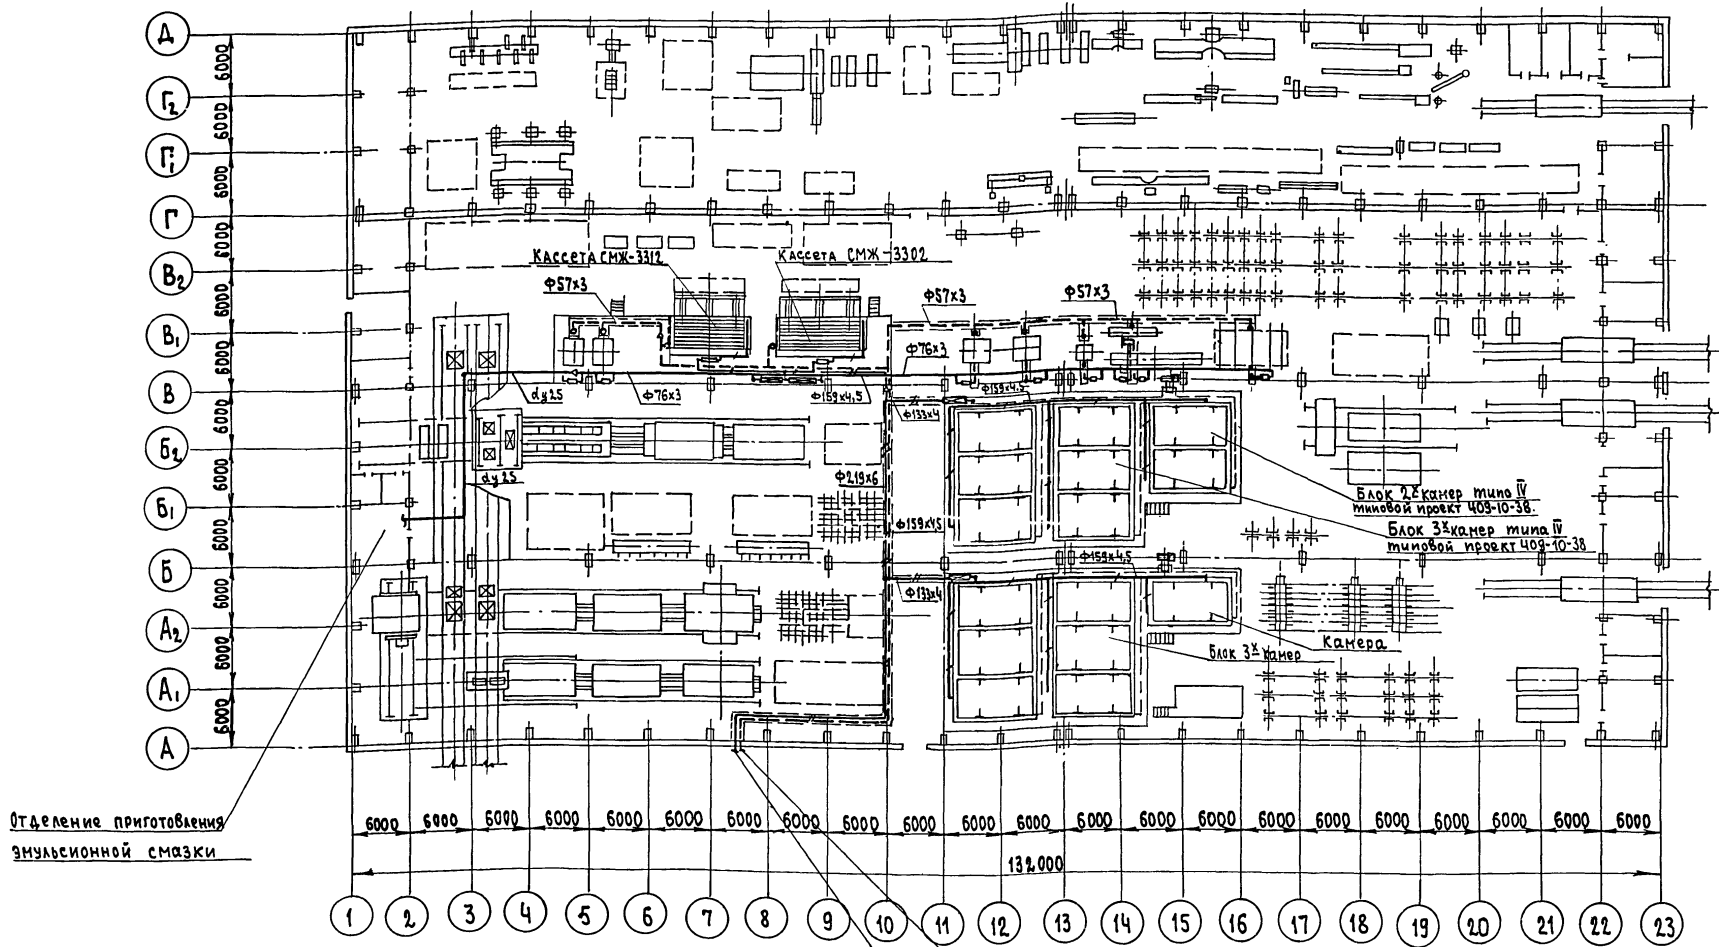 Д
Г2
Г1
Г
В2
В1
В
Б2
Б1
Б
А2
А1
А
6000
6000
6000
6000
6000
6000
6000
6000
6000
6000
6000
6000
Кассета СМЖ-3312
Кассета СМЖ-3302
Ф57х3
Ф57х3
Ф57х3
Ф76х3
dу25
Ф76х3
Ф159х4,5
Ф159х4,5
Ф133х4
dу25
Ф219х6
Ф159х4,5
Блок 2х камер типо IV
типовой проект 409-10-38.
Блок 3х камер типа IV
типовой проект 409-10-38
Ф159х4,5
Ф133х4
Камера
Блок 3х камер
Отделение приготовления
эмульсионной смазки
6000 6000 6000 6000 6000 6000 6000 6000 6000 6000 6000 6000 6000 6000 6000 6000 6000 6000 6000 6000 6000 6000
132000
1 2 3 4 5 6 7 8 9 10 11 12 13 14 15 16 17 18 19 20 21 22 23